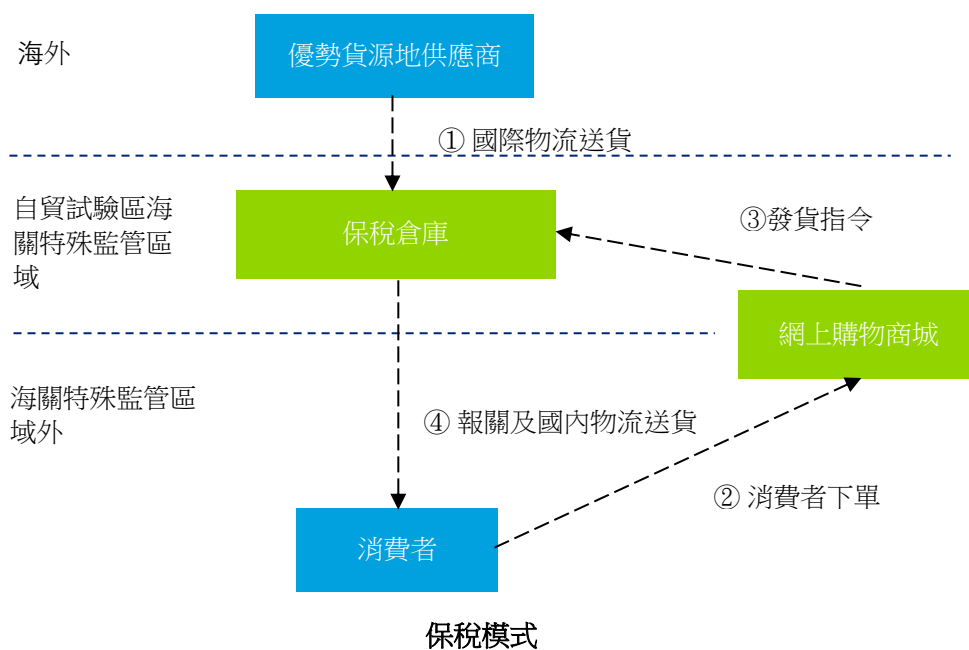 海外
優勢貨源地供應商
① 國際物流送貨
自貿試驗區海
關特殊監管區
域
保稅倉庫
③發貨指令
網上購物商城
海關特殊監管區
域外
④ 報關及國內物流送貨
② 消費者下單
消費者
保稅模式